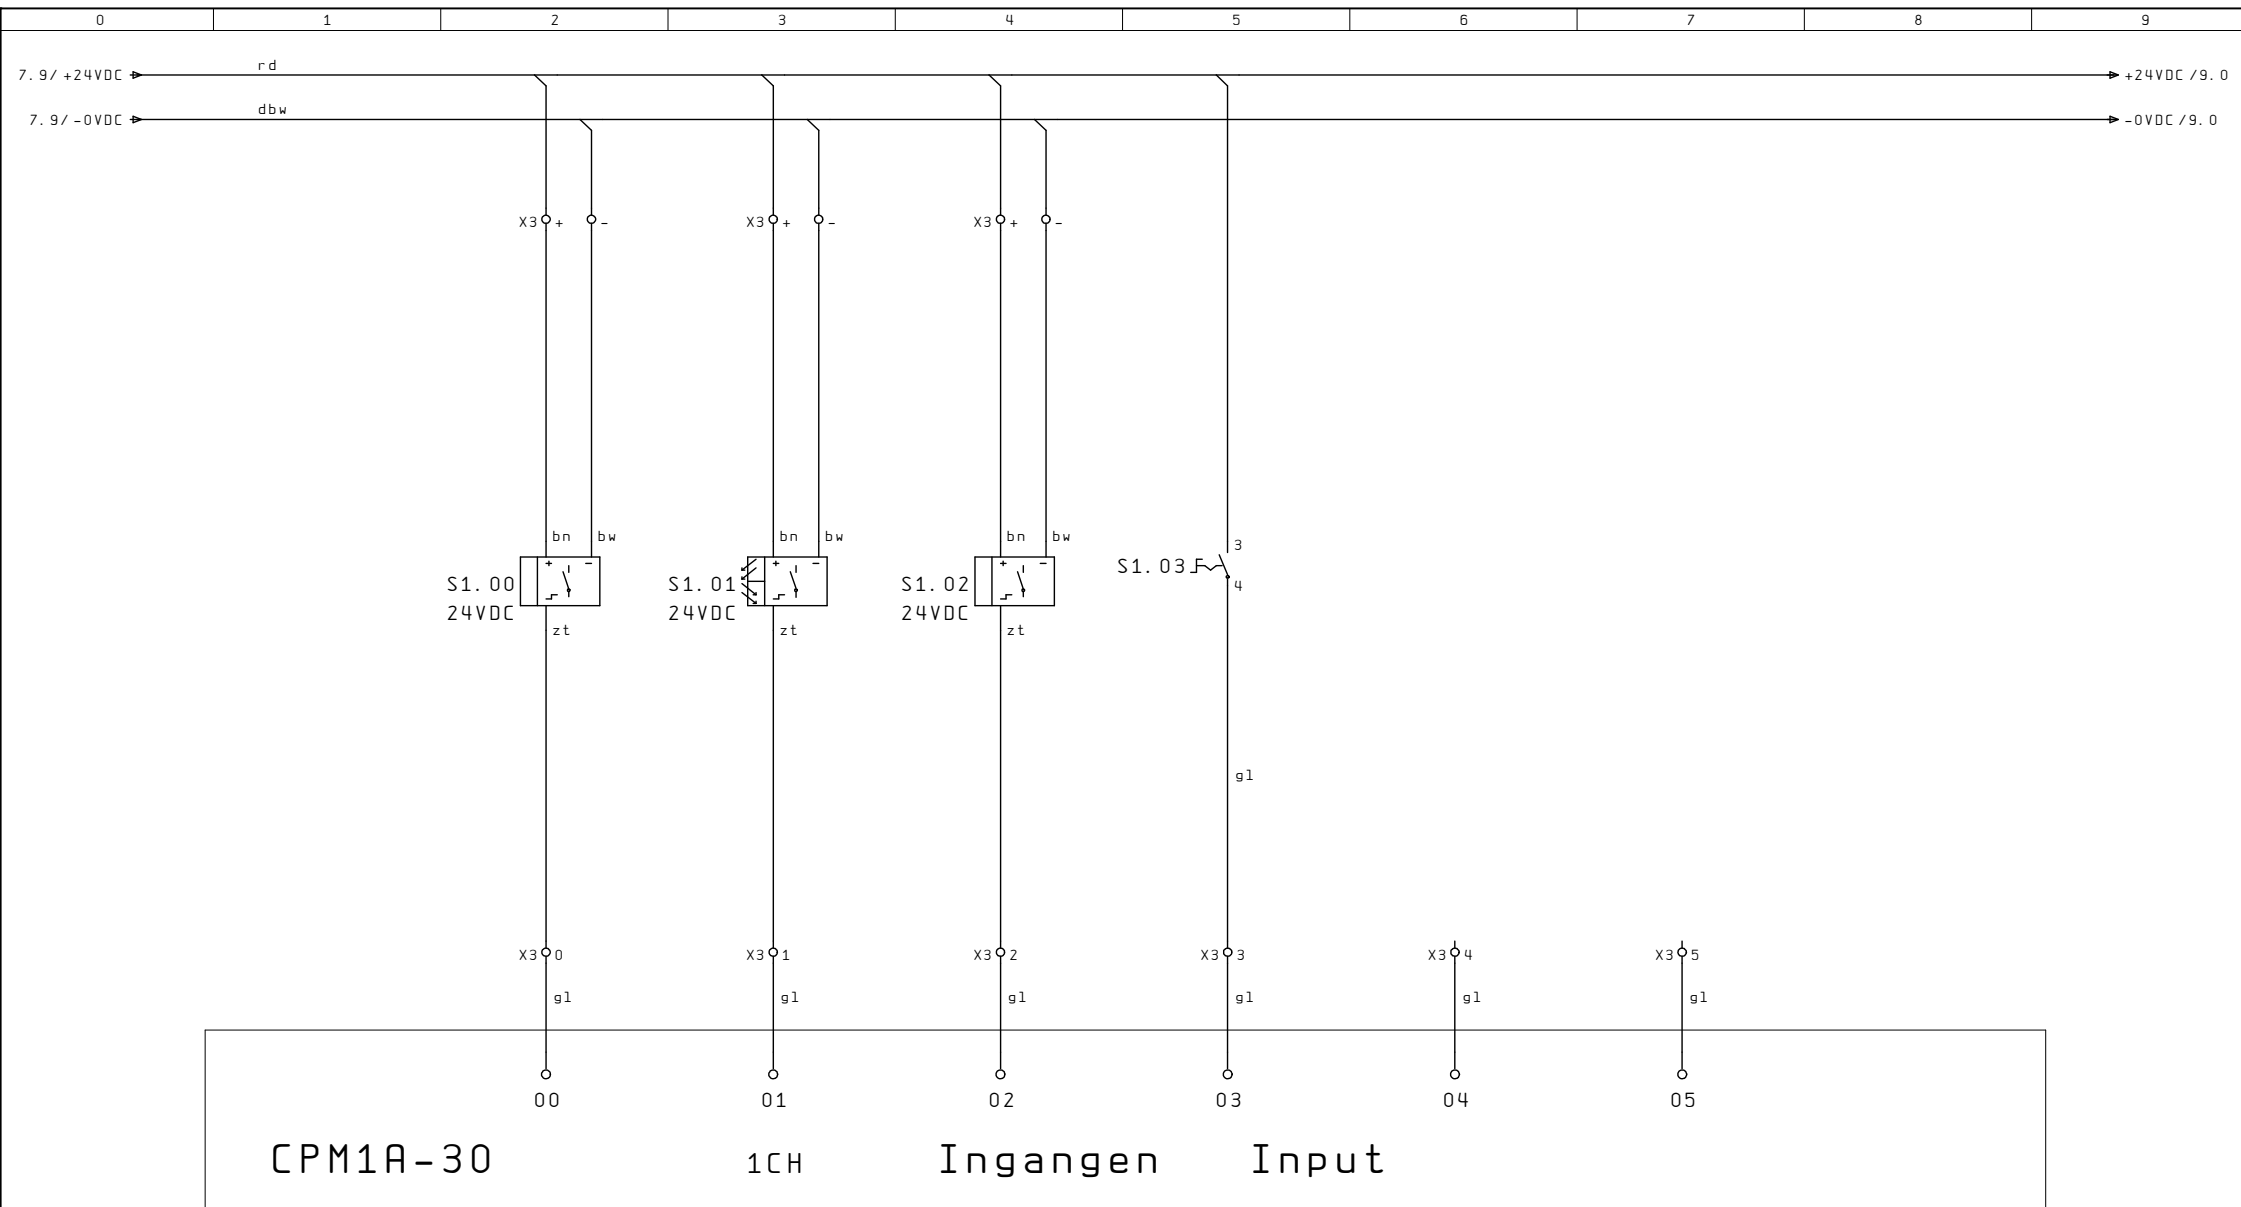 0 1 2 3 4 5 6 7 8 9
7.9/+24VDC rd +24VDC/9.0
7.9/-0VDC dbw -0VDC/9.0
X3 + - X3 + - X3 + -
bn bw bn bw bn bw 3
+ - + - + -
S1.03
S1.00 S1.01 S1.02 4
24VDC 24VDC 24VDC
zt zt zt
gl
X3 0 X3 1 X3 2 X3 3 X3 4 X3 5
gl gl gl gl gl gl
00 01 02 03 04 05
CPM1A-30 1CH Ingangen Input